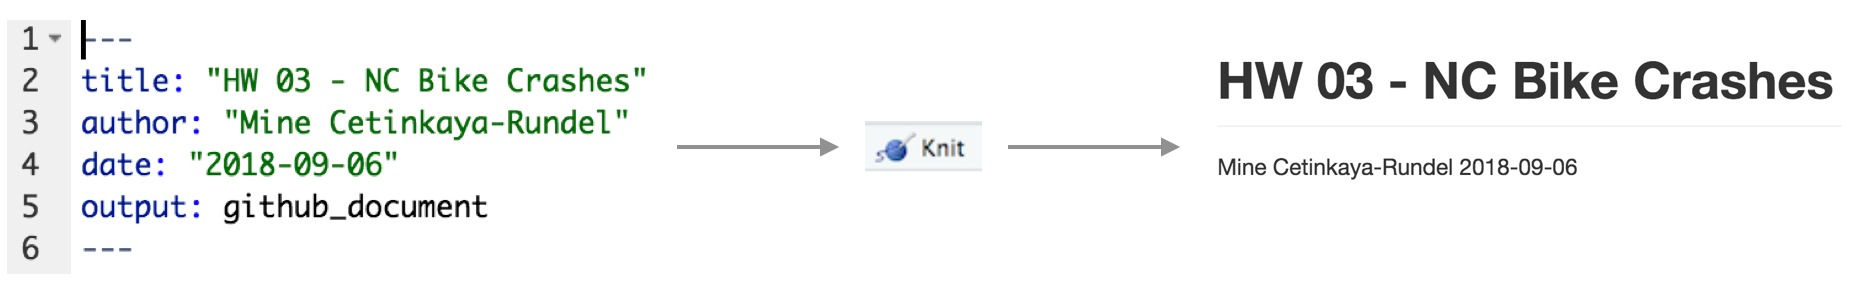 1 ---
2 title: "HW 03 - NC Bike Crashes"
3 author: "Mine Cetinkaya-Rundel"
4 date: "2018-09-06"
5 output: github_document
6 ---
Knit
HW 03 - NC Bike Crashes
Mine Cetinkaya-Rundel 2018-09-06